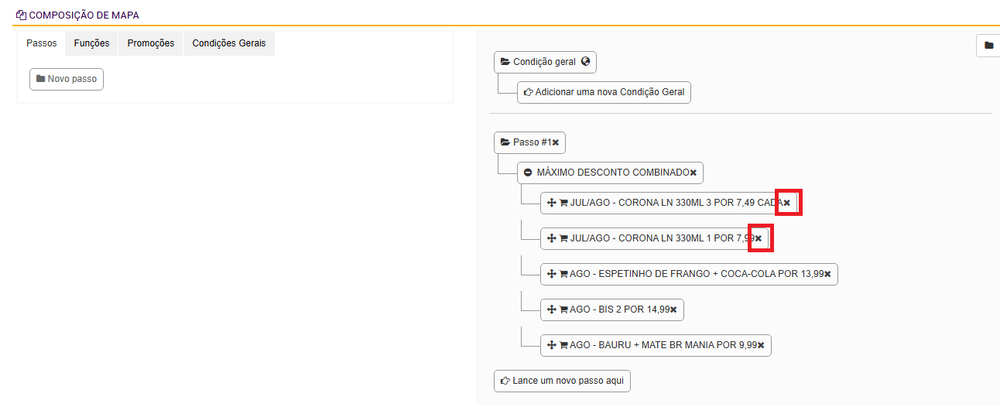 COMPOSIÇÃO DE MAPA
Passos Funções Promoções Condições Gerais
Novo passo
Condição geral
Adicionar uma nova Condição Geral
Passo #1
MÁXIMO DESCONTO COMBINADO
JUL/AGO - CORONA LN 330ML 3 POR 7,49 CADA
JUL/AGO - CORONA LN 330ML 1 POR 7,99
AGO - ESPETINHO DE FRANGO + COCA-COLA POR 13,99
AGO - BIS 2 POR 14,99
AGO - BAURU + MATE BR MANIA POR 9,99
Lance um novo passo aqui